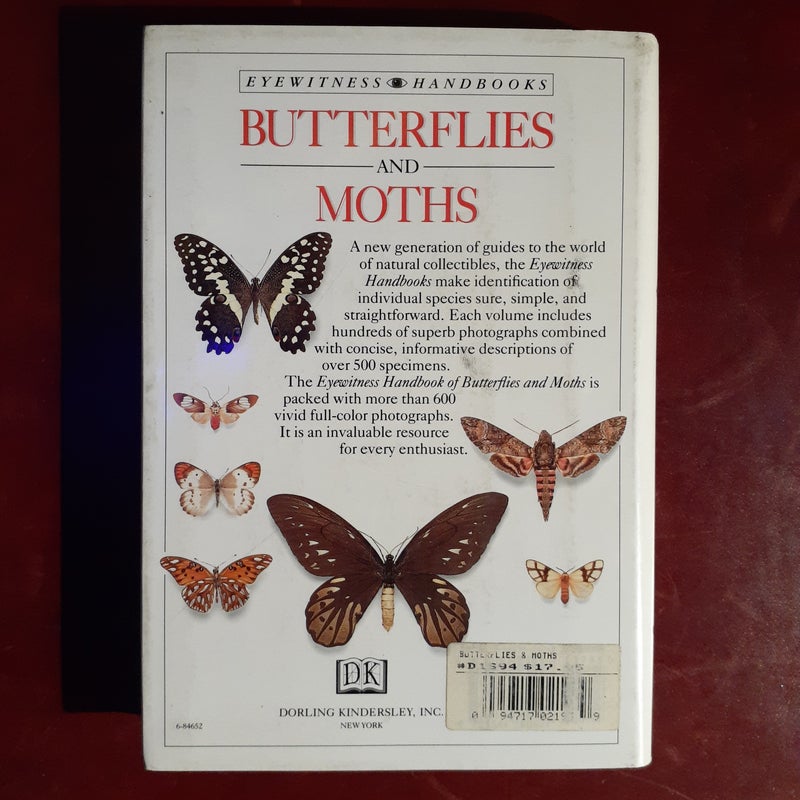 EYEWITNESS HANDBOOKS
BUTTERFLIES
AND
MOTHS
A new generation of guides to the world
of natural collectibles, the Eyewitness
Handbooks make identification of
individual species sure, simple, and
straightforward. Each volume includes
hundreds of superb photographs combined
with concise, informative descriptions of
over 500 specimens.
The Eyewitness Handbook of Butterflies and Moths is
packed with more than 600
vivid full-color photographs.
It is an invaluable resource
for every enthusiast.
DK
DORLING KINDERSLEY, INC.
NEW YORK
6-84652
BUTTERFLIES & MOTHS
0 94717 9